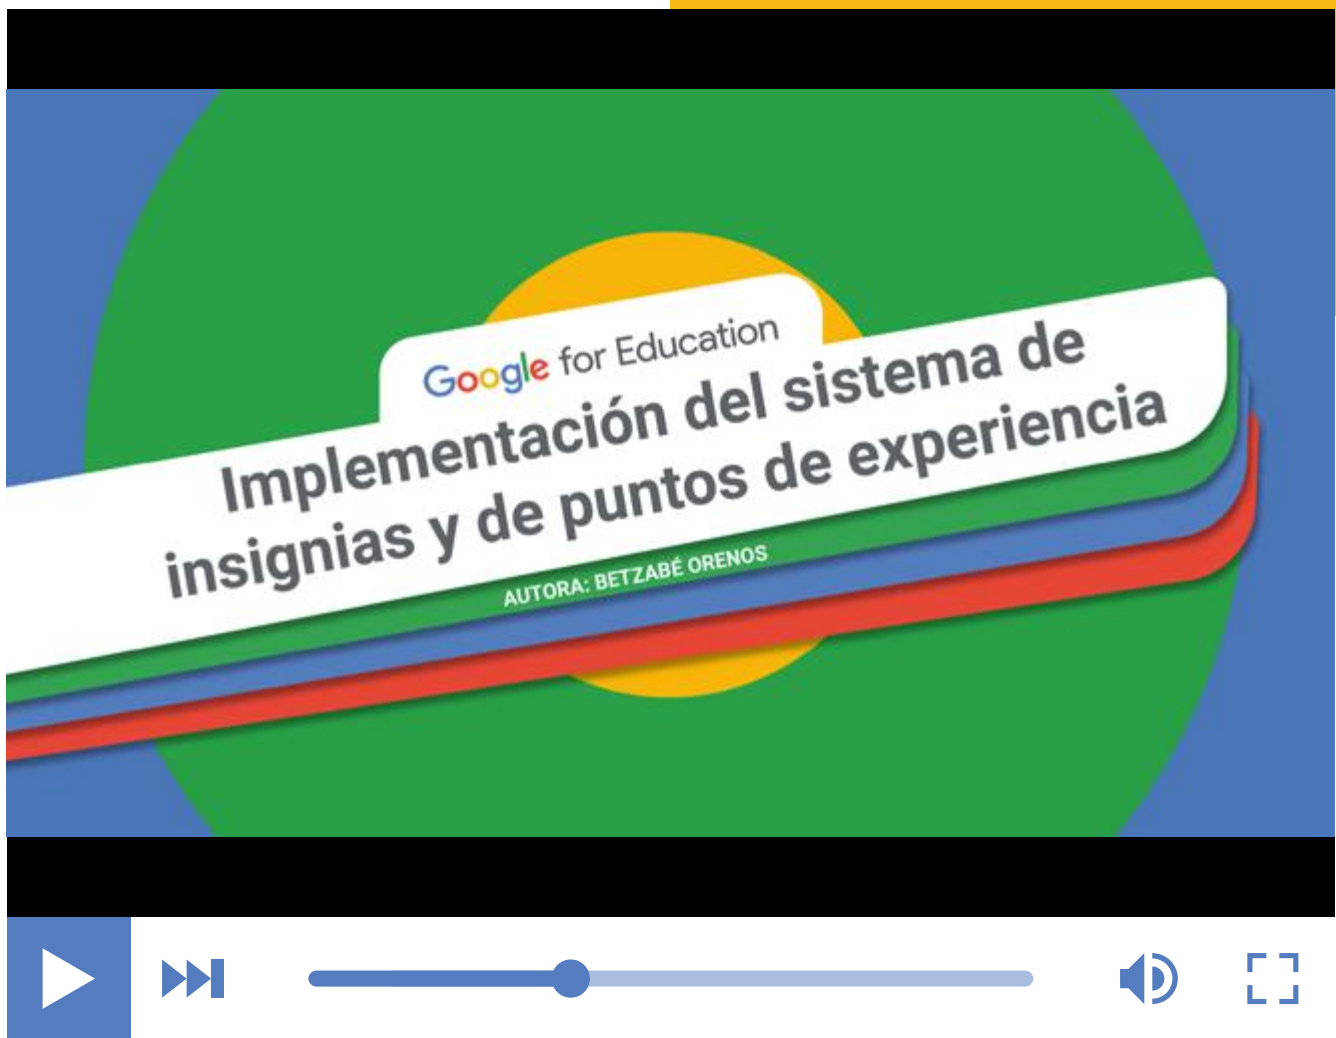 Google for Education
Implementación del sistema de
insignias y de puntos de experiencia
AUTORA: BETZABÉ ORENOS